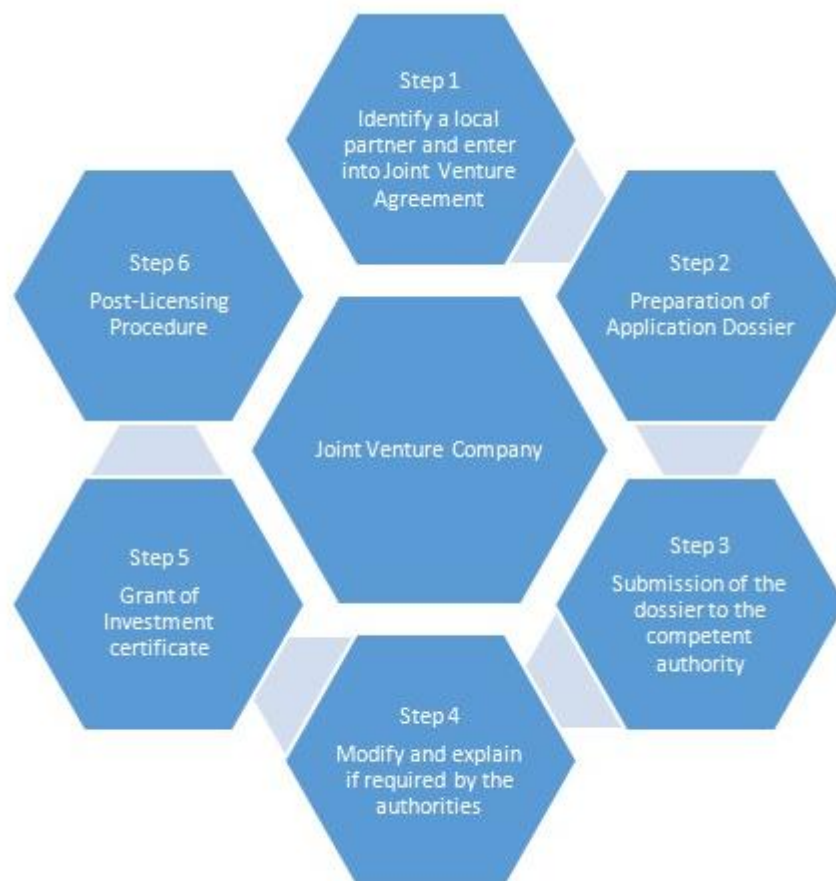 Step 1
Identify a local
partner and enter
into Joint Venture
Agreement
Step 2
Preparation of
Application Dossier
Step 3
Submission of the
dossier to the
competent
authority
Step 4
Modify and explain
if required by the
authorities
Step 5
Grant of
Investment
certificate
Step 6
Post-Licensing
Procedure
Joint Venture Company